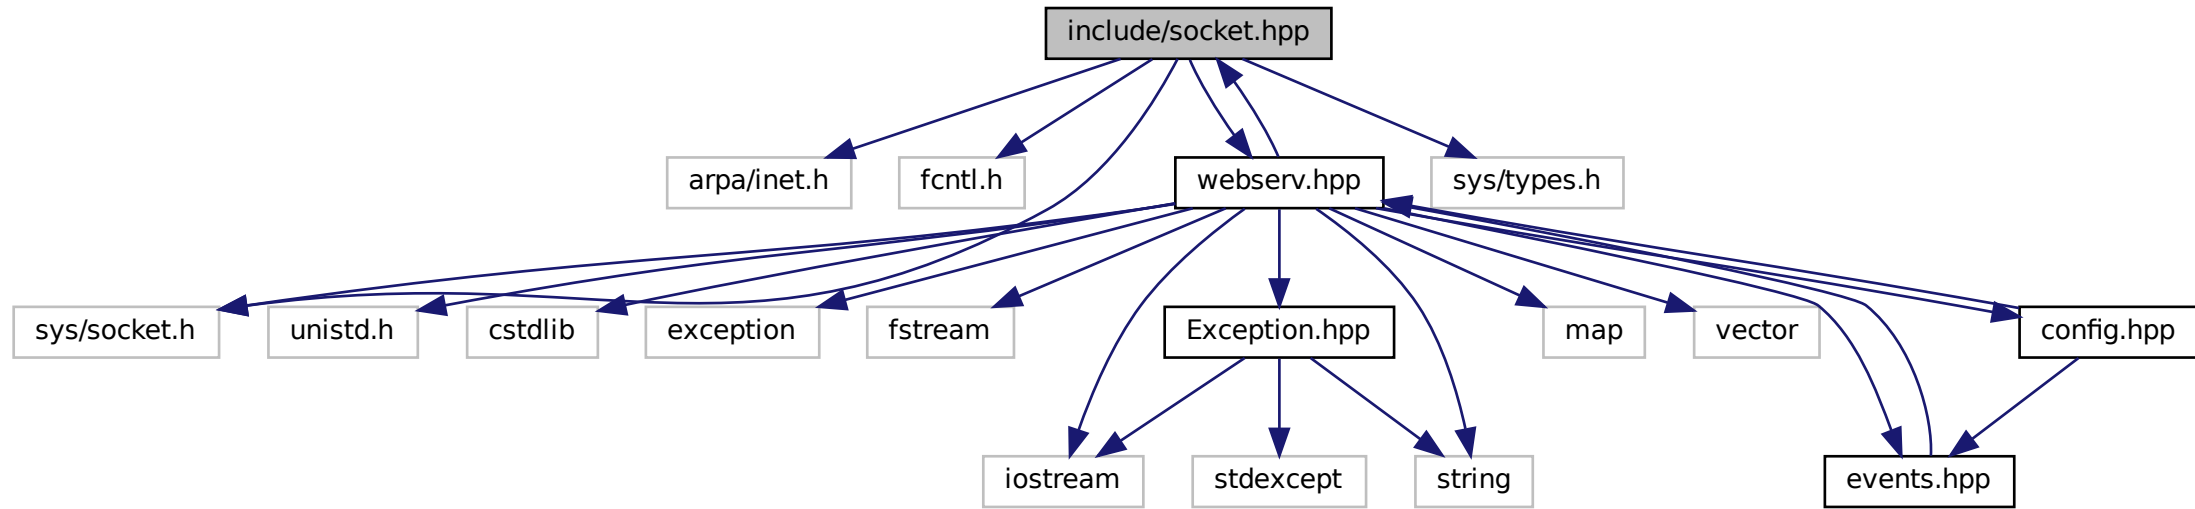 include/socket.hpp
arpa/inet.h
fcntl.h
webserv.hpp
sys/types.h
sys/socket.h
unistd.h
cstdlib
exception
fstream
Exception.hpp
map
vector
config.hpp
iostream
stdexcept
string
events.hpp